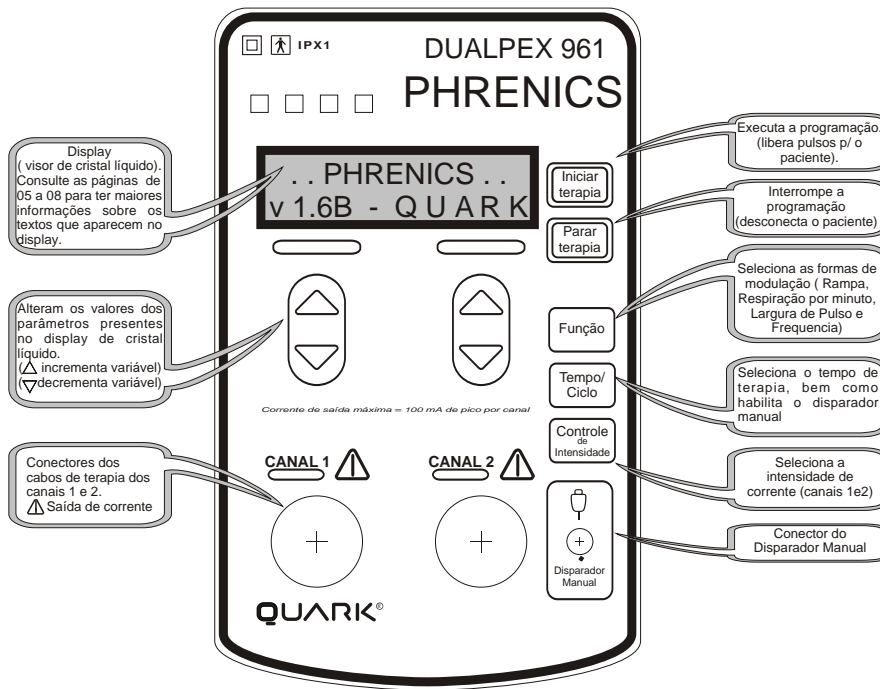 IPX1
DUALPEX 961
PHRENICS
. . PHRENICS . .
v 1.6B - Q U A R K
Display
( visor de cristal líquido).
Consulte as páginas de
05 a 08 para ter maiores
informações sobre os
textos que aparecem no
display.
Alteram os valores dos
parâmetros presentes
no display de cristal
líquido.
(△ incrementa variável)
(▽decrementa variável)
Conectores dos
cabos de terapia dos
canais 1 e 2.
⚠ Saída de corrente
Iniciar
terapia
Parar
terapia
Função
Tempo/
Ciclo
Controle
de
Intensidade
Disparador
Manual
Corrente de saída máxima = 100 mA de pico por canal
CANAL 1
CANAL 2
QUARK®
Executa a programação.
(libera pulsos p/ o
paciente).
Interrompe a
programação
(desconecta o paciente)
Seleciona as formas de
modulação ( Rampa,
Respiração por minuto,
Largura de Pulso e
Frequencia)
Seleciona o tempo de
terapia, bem como
habilita o disparador
manual
Seleciona a
intensidade de
corrente (canais 1e2)
Conector do
Disparador Manual